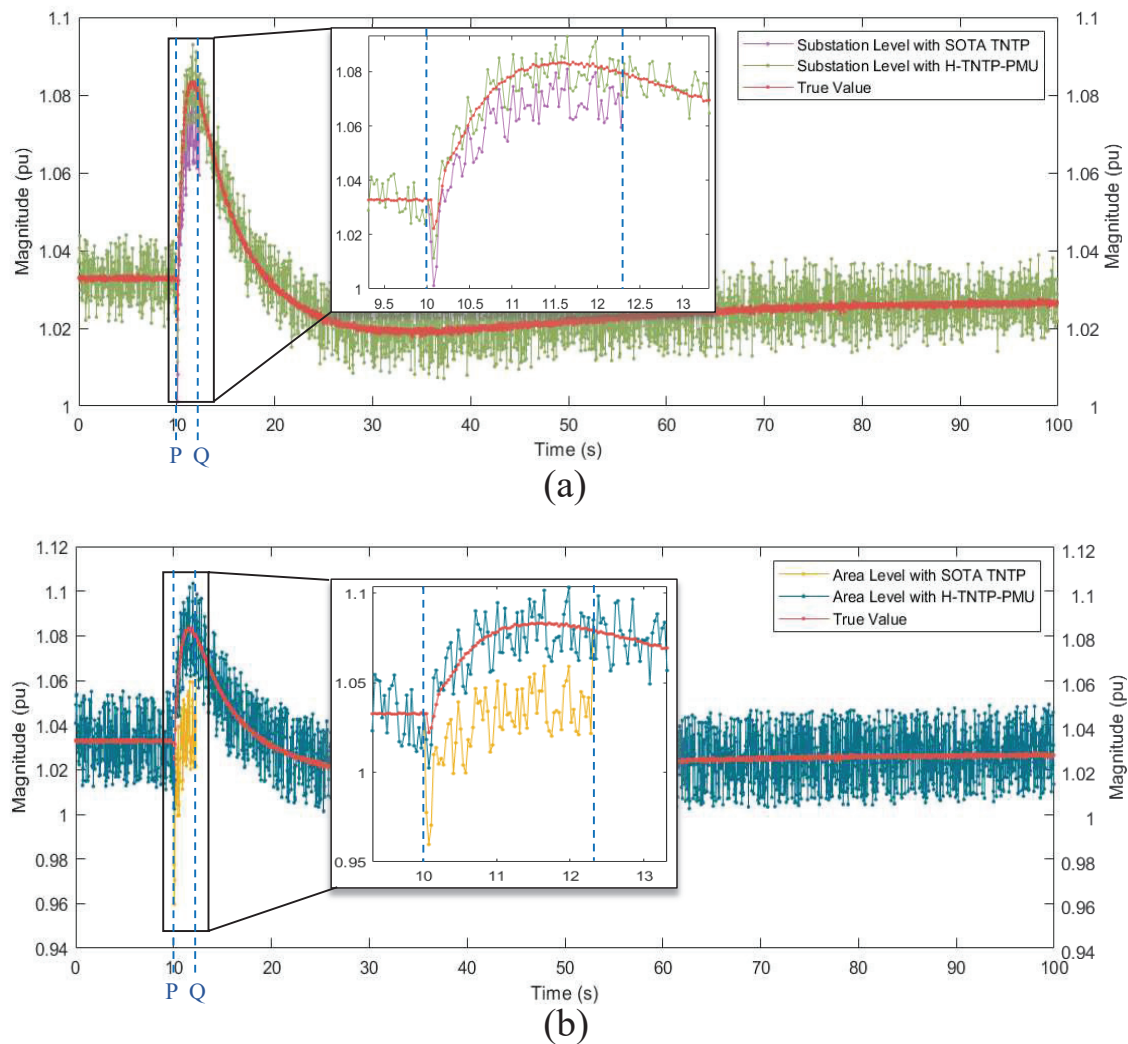 1.1
1.08
1.06
1.04
1.02
1
Magnitude (pu)
1.1
1.08
1.06
1.04
1.02
1
Magnitude (pu)
Substation Level with SOTA TNTP
Substation Level with H-TNTP-PMU
True Value
1.08
1.06
1.04
1.02
1
9.5 10 10.5 11 11.5 12 12.5 13
0 10 20 30 40 50 60 70 80 90 100
P Q
Time (s)
(a)
1.12
1.1
1.08
1.06
1.04
1.02
1
0.98
0.96
0.94
Magnitude (pu)
1.12
1.1
1.08
1.06
1.04
1.02
1
0.98
0.96
0.94
Magnitude (pu)
Area Level with SOTA TNTP
Area Level with H-TNTP-PMU
True Value
1.1
1.05
1
0.95
10 11 12 13
0 10 20 30 40 50 60 70 80 90 100
P Q
Time (s)
(b)